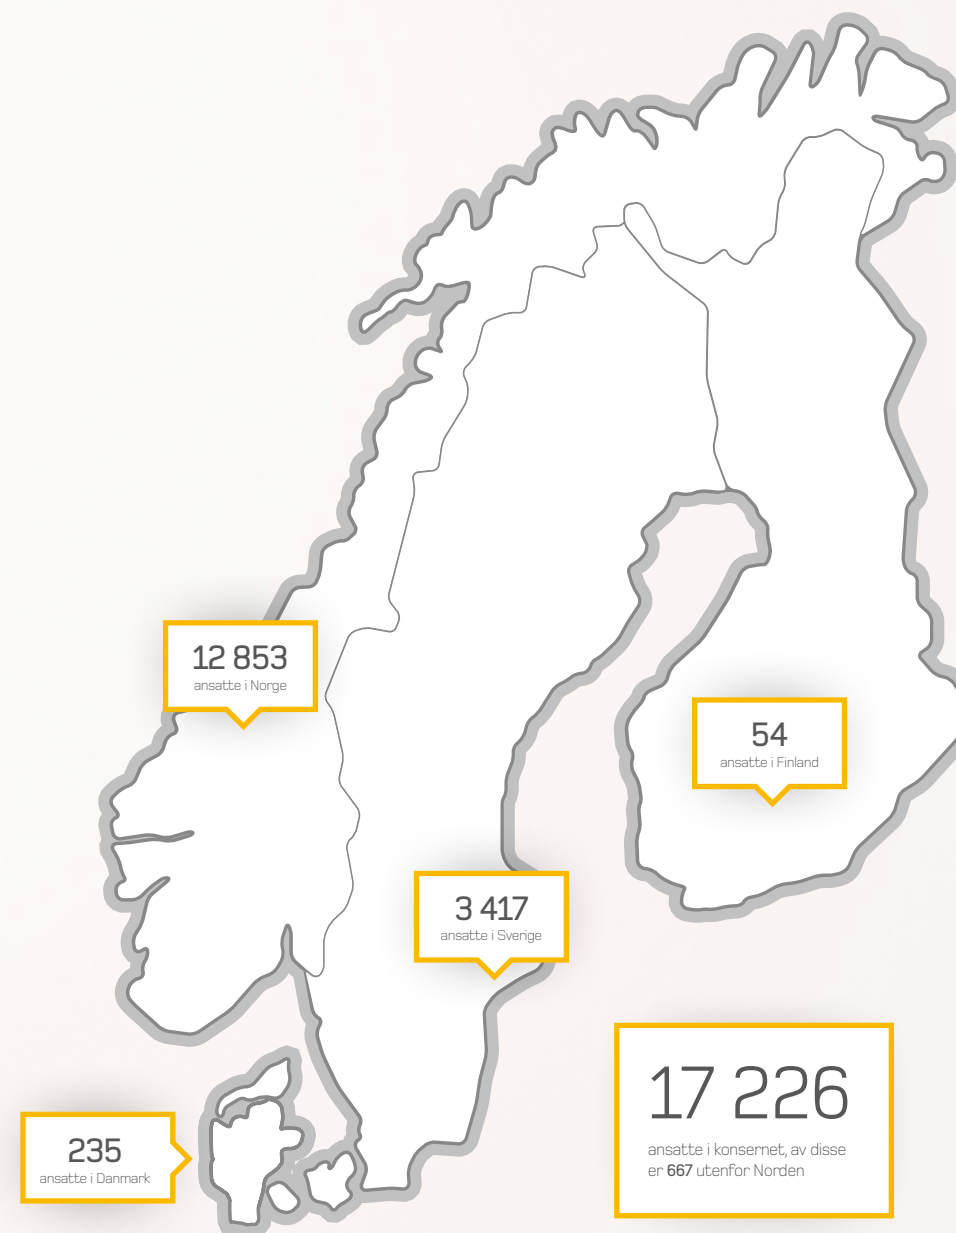 12 853
ansatte i Norge
54
ansatte i Finland
3 417
ansatte i Sverige
17 226
ansatte i konsernet, av disse
er 667 utenfor Norden
235
ansatte i Danmark